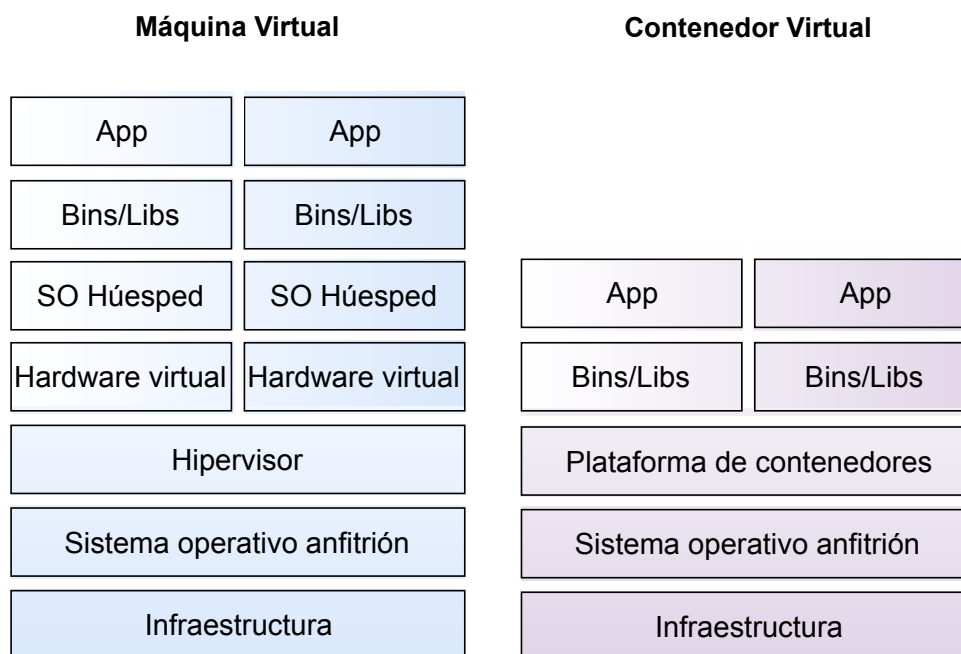 Máquina Virtual
App App
Bins/Libs Bins/Libs
SO Húesped SO Húesped
Hardware virtual Hardware virtual
Hipervisor
Sistema operativo anfitrión
Infraestructura
Contenedor Virtual
App App
Bins/Libs Bins/Libs
Plataforma de contenedores
Sistema operativo anfitrión
Infraestructura